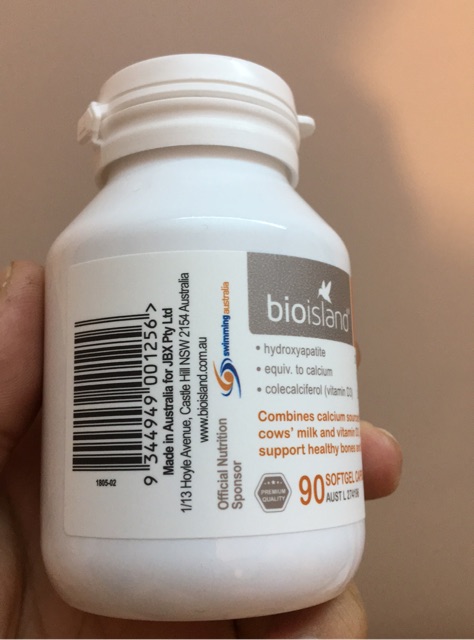 bioisland
• hydroxyapatite
• equiv. to calcium
• colecalciferol (vitamin D3)
Combines calcium
cows' milk and vitamin
support healthy bones
PREMIUM
QUALITY
90 SOFTGEL
AUST L
9 344949 001256 >
1805-02
Made in Australia for JBX Pty Ltd
1/13 Hoyle Avenue, Castle Hill NSW 2154 Australia
www.bioisland.com.au
Official Nutrition
Sponsor
swimming australia